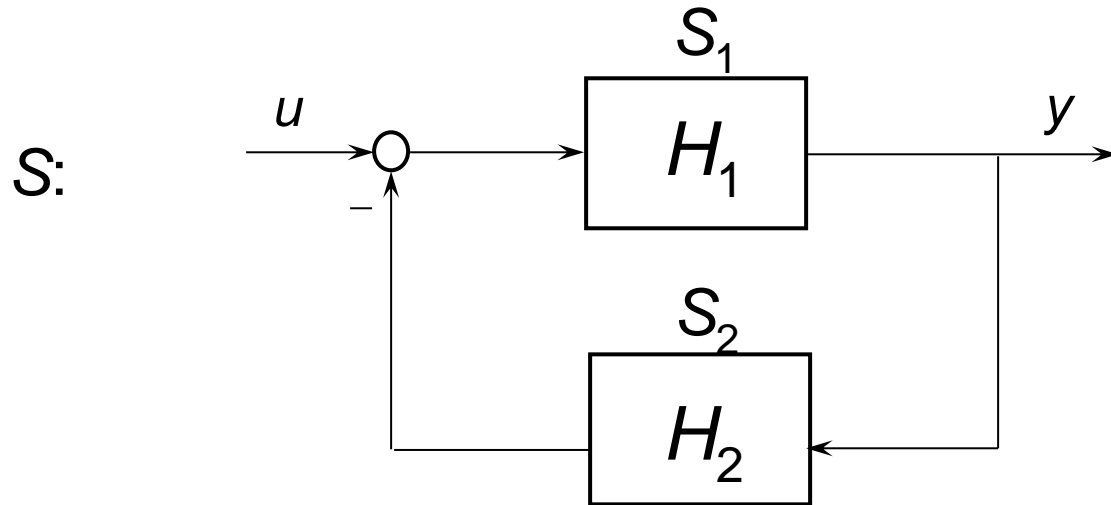 S₁
u
y
S:
H₁
–
S₂
H₂